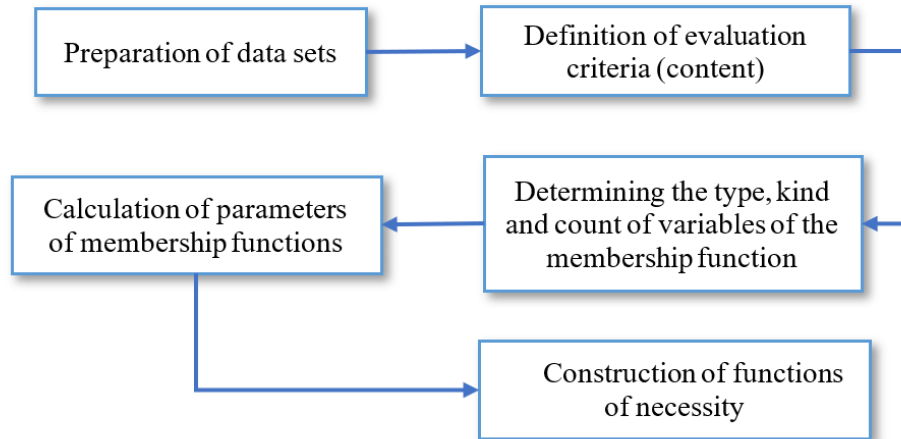 Preparation of data sets
Definition of evaluation
criteria (content)
Determining the type, kind
and count of variables of the
membership function
Calculation of parameters
of membership functions
Construction of functions
of necessity